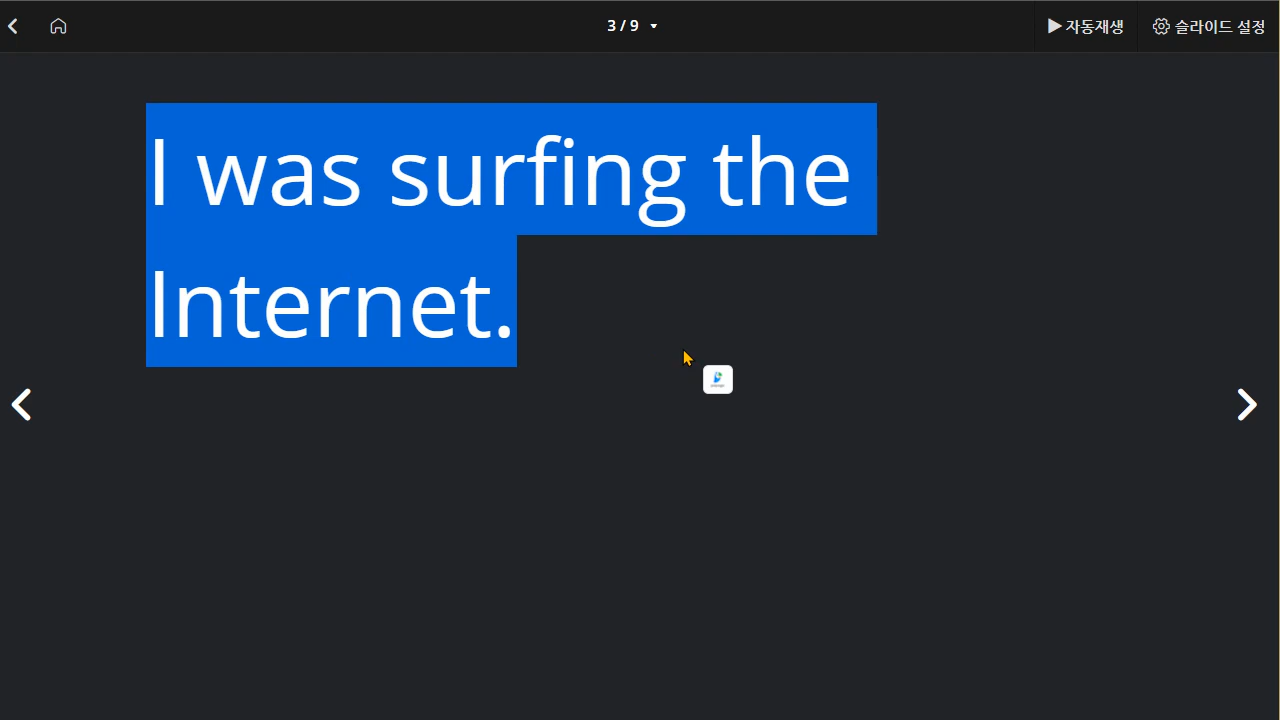 3 / 9
자동재생
슬라이드 설정
I was surfing the
Internet.